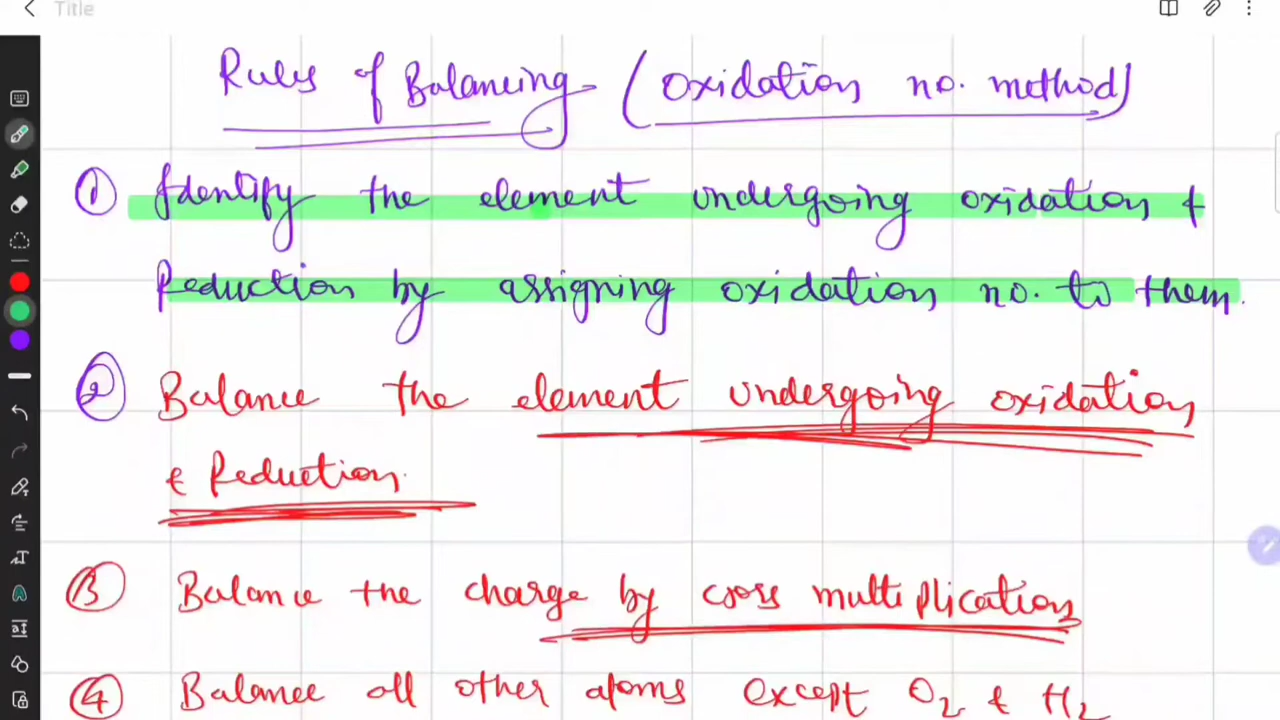 Title
Rules of Balancing (Oxidation no. method)
① Identify the element undergoing oxidation &
Reduction by assigning oxidation no. to them.
② Balance the element undergoing oxidation
& Reduction.
③ Balance the charge by cross multiplication
④ Balance all other atoms except O2 & H2